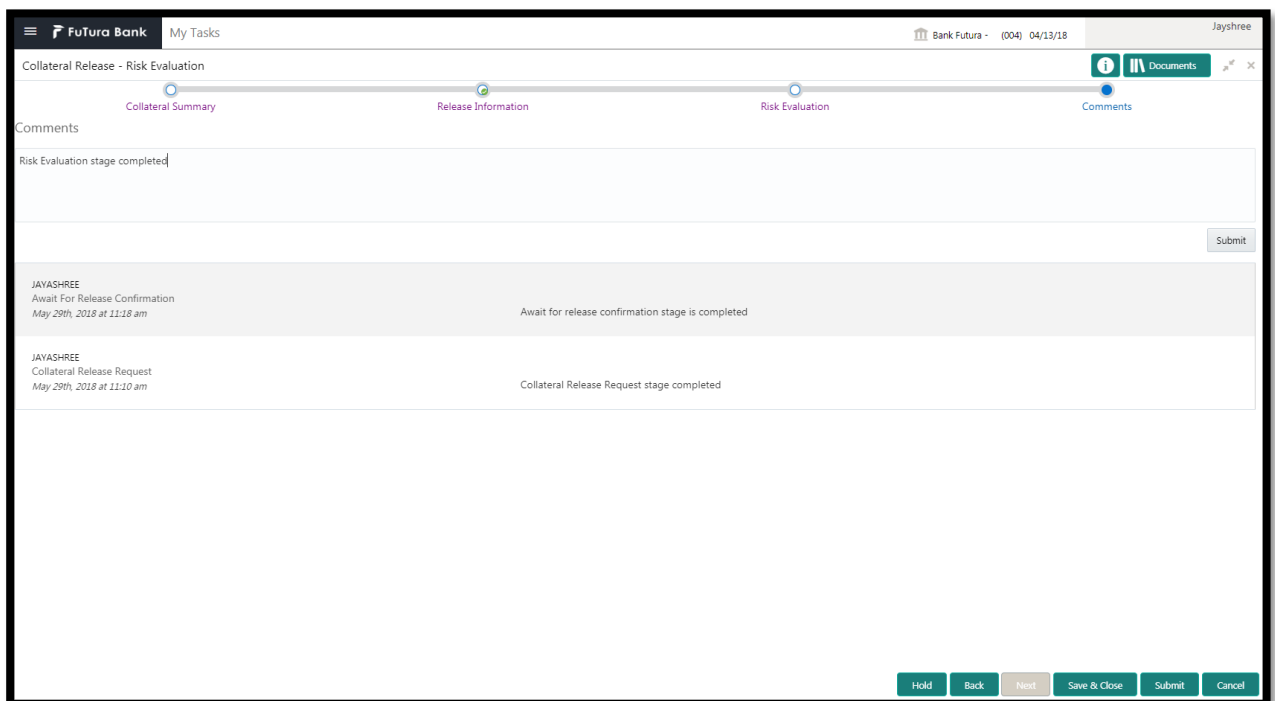 FuTura Bank
My Tasks
Bank Futura - (004) 04/13/18
Jayshree
Collateral Release - Risk Evaluation
Documents
Collateral Summary
Release Information
Risk Evaluation
Comments
Comments
Risk Evaluation stage completed
Submit
JAYASHREE
Await For Release Confirmation
May 29th, 2018 at 11:18 am
Await for release confirmation stage is completed
JAYASHREE
Collateral Release Request
May 29th, 2018 at 11:10 am
Collateral Release Request stage completed
Hold
Back
Next
Save & Close
Submit
Cancel